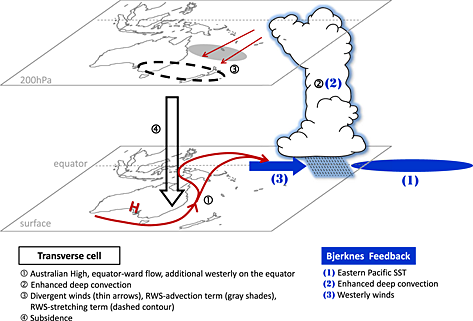 200hPa
③
② (2)
④
equator
(3)
(1)
①
H
surface
Transverse cell
① Australian High, equator-ward flow, additional westerly on the equator
② Enhanced deep convection
③ Divergent winds (thin arrows), RWS-advection term (gray shades),
RWS-stretching term (dashed contour)
④ Subsidence
Bjerknes Feedback
(1) Eastern Pacific SST
(2) Enhanced deep convection
(3) Westerly winds